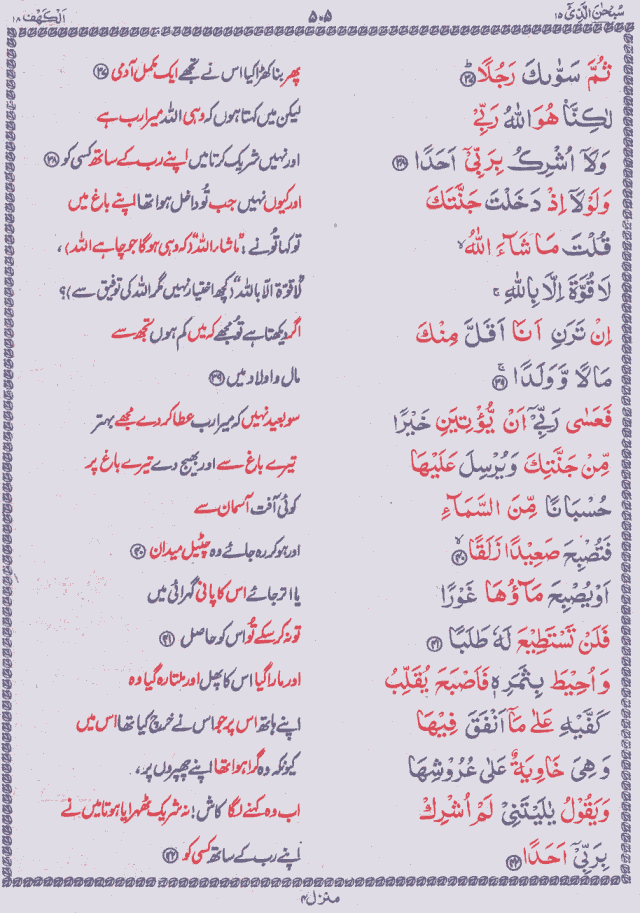 سُبْحٰنَ الَّذِیْۤ ۱۵ ۵۰۵ اَلْكَهْف ۱۸
ثُمَّ سَوّٰىكَ رَجُلًا ﴿۳۷﴾ پھر بنا کھڑا کیا اس نے تجھے ایک مکمل آدمی ﴿۳۷﴾
لٰكِنَّا۠ هُوَ اللّٰهُ رَبِّیْ لیکن میں کہتا ہوں کہ وہی اللہ میرا رب ہے
وَ لَاۤ اُشْرِكُ بِرَبِّیْۤ اَحَدًا ﴿۳۸﴾ اور نہیں شریک کرتا میں اپنے رب کے ساتھ کسی کو ﴿۳۸﴾
وَ لَوْ لَاۤ اِذْ دَخَلْتَ جَنَّتَكَ اور کیوں نہیں جب تُو داخل ہوا تھا اپنے باغ میں
قُلْتَ مَا شَآءَ اللّٰهُ ۙ تو کہا تُو نے: "ماشاء اللہ" (کہ وہی ہوگا جو چاہے اللہ)،
لَا قُوَّةَ اِلَّا بِاللّٰهِ ۚ "لا قوۃ الا باللہ" (کچھ اختیار نہیں مگر اللہ کی توفیق سے)؟
اِنْ تَرَنِ اَنَا اَقَلَّ مِنْكَ اگر دیکھتا ہے تُو مجھے کہ میں کم ہوں تجھ سے
مَالًا وَّ وَلَدًا ۚ ﴿۳۹﴾ مال و اولاد میں ﴿۳۹﴾
فَعَسٰى رَبِّیْۤ اَنْ یُّؤْتِیَنِ خَیْرًا سو بعید نہیں کہ میرا رب عطا کر دے مجھے بہتر
مِّنْ جَنَّتِكَ وَ یُرْسِلَ عَلَیْهَا تیرے باغ سے اور بھیج دے تیرے باغ پر
حُسْبَانًا مِّنَ السَّمَآءِ کوئی آفت آسمان سے
فَتُصْبِحَ صَعِیْدًا زَلَقًا ۙ ﴿۴۰﴾ اور ہو کر رہ جائے وہ چٹیل میدان ﴿۴۰﴾
اَوْ یُصْبِحَ مَآؤُهَا غَوْرًا یا اتر جائے اس کا پانی گہرائی میں
فَلَنْ تَسْتَطِیْعَ لَهٗ طَلَبًا ﴿۴۱﴾ تو نہ کر سکے تُو اس کو حاصل ﴿۴۱﴾
وَ اُحِیْطَ بِثَمَرِهٖ فَاَصْبَحَ یُقَلِّبُ اور مارا گیا اس کا پھل اور ملتا رہ گیا وہ
كَفَّیْهِ عَلٰى مَاۤ اَنْفَقَ فِیْهَا اپنے ہاتھ اس پر جو اس نے خرچ کیا تھا اس میں
وَ هِیَ خَاوِیَةٌ عَلٰى عُرُوْشِهَا کیونکہ وہ گرا ہوا تھا اپنے چھپروں پر،
وَ یَقُوْلُ یٰلَیْتَنِیْ لَمْ اُشْرِكْ اب وہ کہنے لگا کاش! نہ شریک ٹھہرایا ہوتا میں نے
بِرَبِّیْۤ اَحَدًا ﴿۴۲﴾ اپنے رب کے ساتھ کسی کو ﴿۴۲﴾
منزل ۴